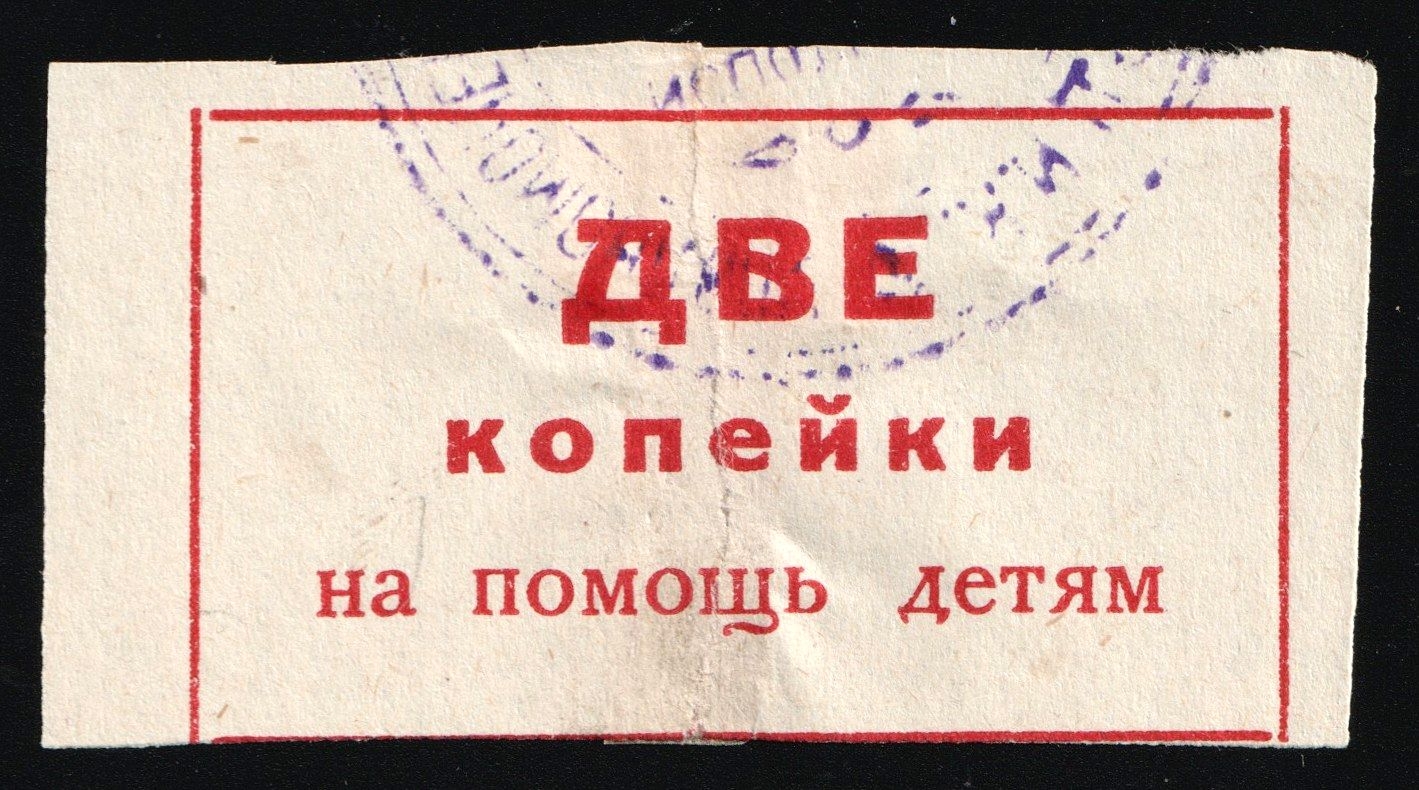 ДВЕ
копейки
на помощь детям